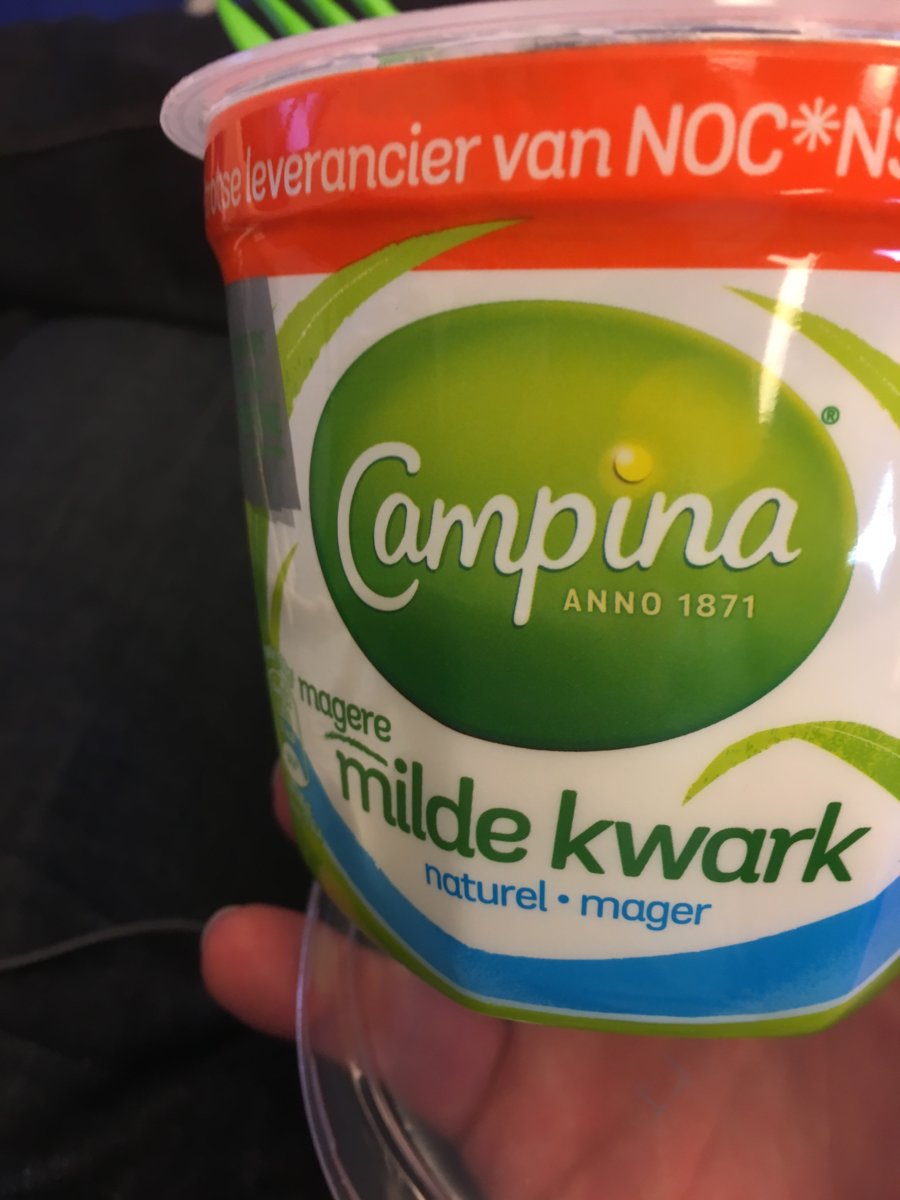 leverancier van NOC*NS
Campina
®
ANNO 1871
magere
milde kwark
naturel • mager